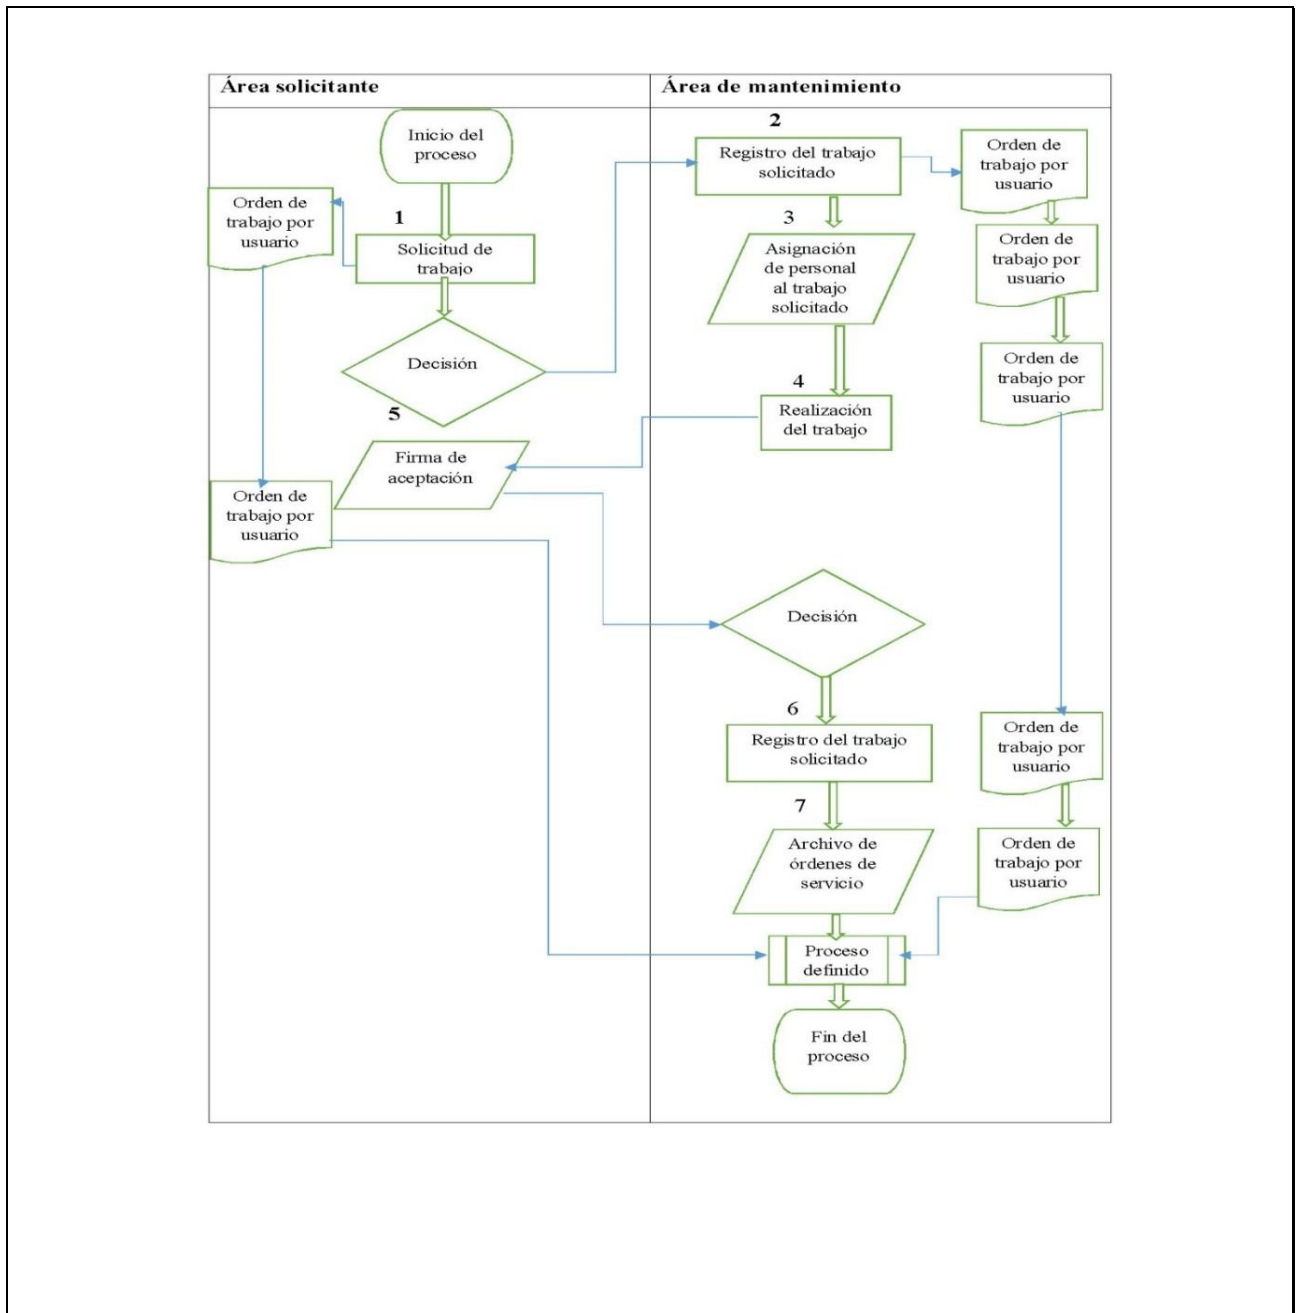 Área solicitante
Área de mantenimiento
Inicio del
proceso
2
Registro del trabajo
solicitado
Orden de
trabajo por
usuario
Orden de
trabajo por
usuario
1
Solicitud de
trabajo
3
Asignación
de personal
al trabajo
solicitado
Orden de
trabajo por
usuario
Decisión
Orden de
trabajo por
usuario
4
Realización
del trabajo
5
Firma de
aceptación
Orden de
trabajo por
usuario
Decisión
6
Registro del trabajo
solicitado
Orden de
trabajo por
usuario
7
Archivo de
órdenes de
servicio
Orden de
trabajo por
usuario
Proceso
definido
Fin del
proceso